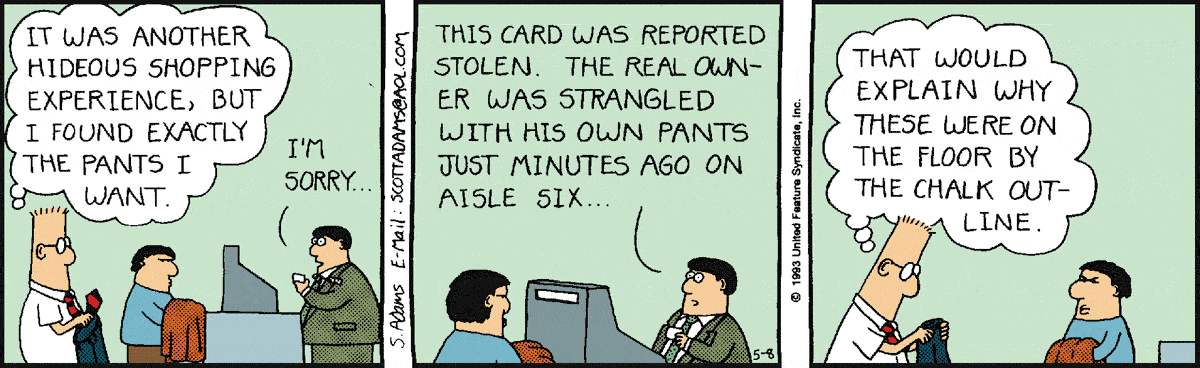 IT WAS ANOTHER
HIDEOUS SHOPPING
EXPERIENCE, BUT
I FOUND EXACTLY
THE PANTS I
WANT.
I'M
SORRY...
S. Adams E-Mail: SCOTTADAMS@AOL.COM
THIS CARD WAS REPORTED
STOLEN. THE REAL OWN-
ER WAS STRANGLED
WITH HIS OWN PANTS
JUST MINUTES AGO ON
AISLE SIX...
5-8
© 1993 United Feature Syndicate, Inc.
THAT WOULD
EXPLAIN WHY
THESE WERE ON
THE FLOOR BY
THE CHALK OUT-
LINE.